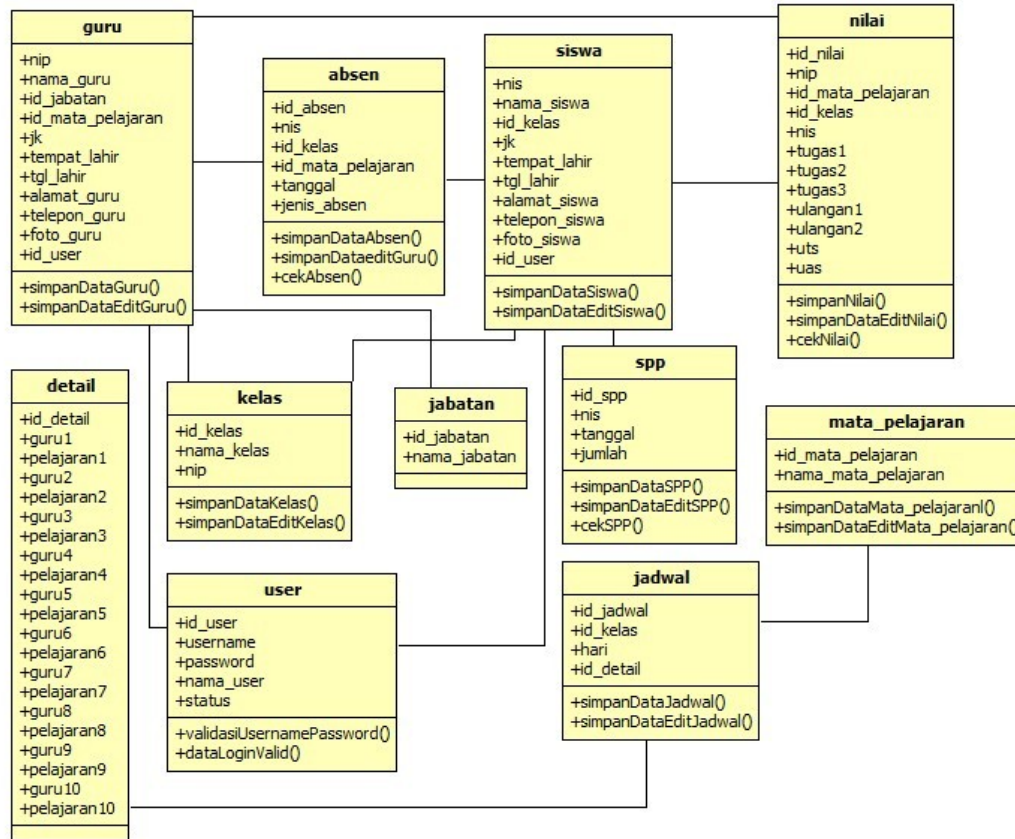 guru
+nip
+nama_guru
+id_jabatan
+id_mata_pelajaran
+jk
+tempat_lahir
+tgl_lahir
+alamat_guru
+telepon_guru
+foto_guru
+id_user
+simpanDataGuru()
+simpanDataEditGuru()
absen
+id_absen
+nis
+id_kelas
+id_mata_pelajaran
+tanggal
+jenis_absen
+simpanDataAbsen()
+simpanDataeditGuru()
+cekAbsen()
siswa
+nis
+nama_siswa
+id_kelas
+jk
+tempat_lahir
+tgl_lahir
+alamat_siswa
+telepon_siswa
+foto_siswa
+id_user
+simpanDataSiswa()
+simpanDataEditSiswa()
nilai
+id_nilai
+nip
+id_mata_pelajaran
+id_kelas
+nis
+tugas1
+tugas2
+tugas3
+ulangan1
+ulangan2
+uts
+uas
+simpanNilai()
+simpanDataEditNilai()
+cekNilai()
detail
+id_detail
+guru1
+pelajaran1
+guru2
+pelajaran2
+guru3
+pelajaran3
+guru4
+pelajaran4
+guru5
+pelajaran5
+guru6
+pelajaran6
+guru7
+pelajaran7
+guru8
+pelajaran8
+guru9
+pelajaran9
+guru10
+pelajaran10
kelas
+id_kelas
+nama_kelas
+nip
+simpanDataKelas()
+simpanDataEditKelas()
jabatan
+id_jabatan
+nama_jabatan
spp
+id_spp
+nis
+tanggal
+jumlah
+simpanDataSPP()
+simpanDataEditSPP()
+cekSPP()
mata_pelajaran
+id_mata_pelajaran
+nama_mata_pelajaran
+simpanDataMata_pelajaranl()
+simpanDataEditMata_pelajaran()
user
+id_user
+username
+password
+nama_user
+status
+validasiUsernamePassword()
+dataLoginValid()
jadwal
+id_jadwal
+id_kelas
+hari
+id_detail
+simpanDataJadwal()
+simpanDataEditJadwal()